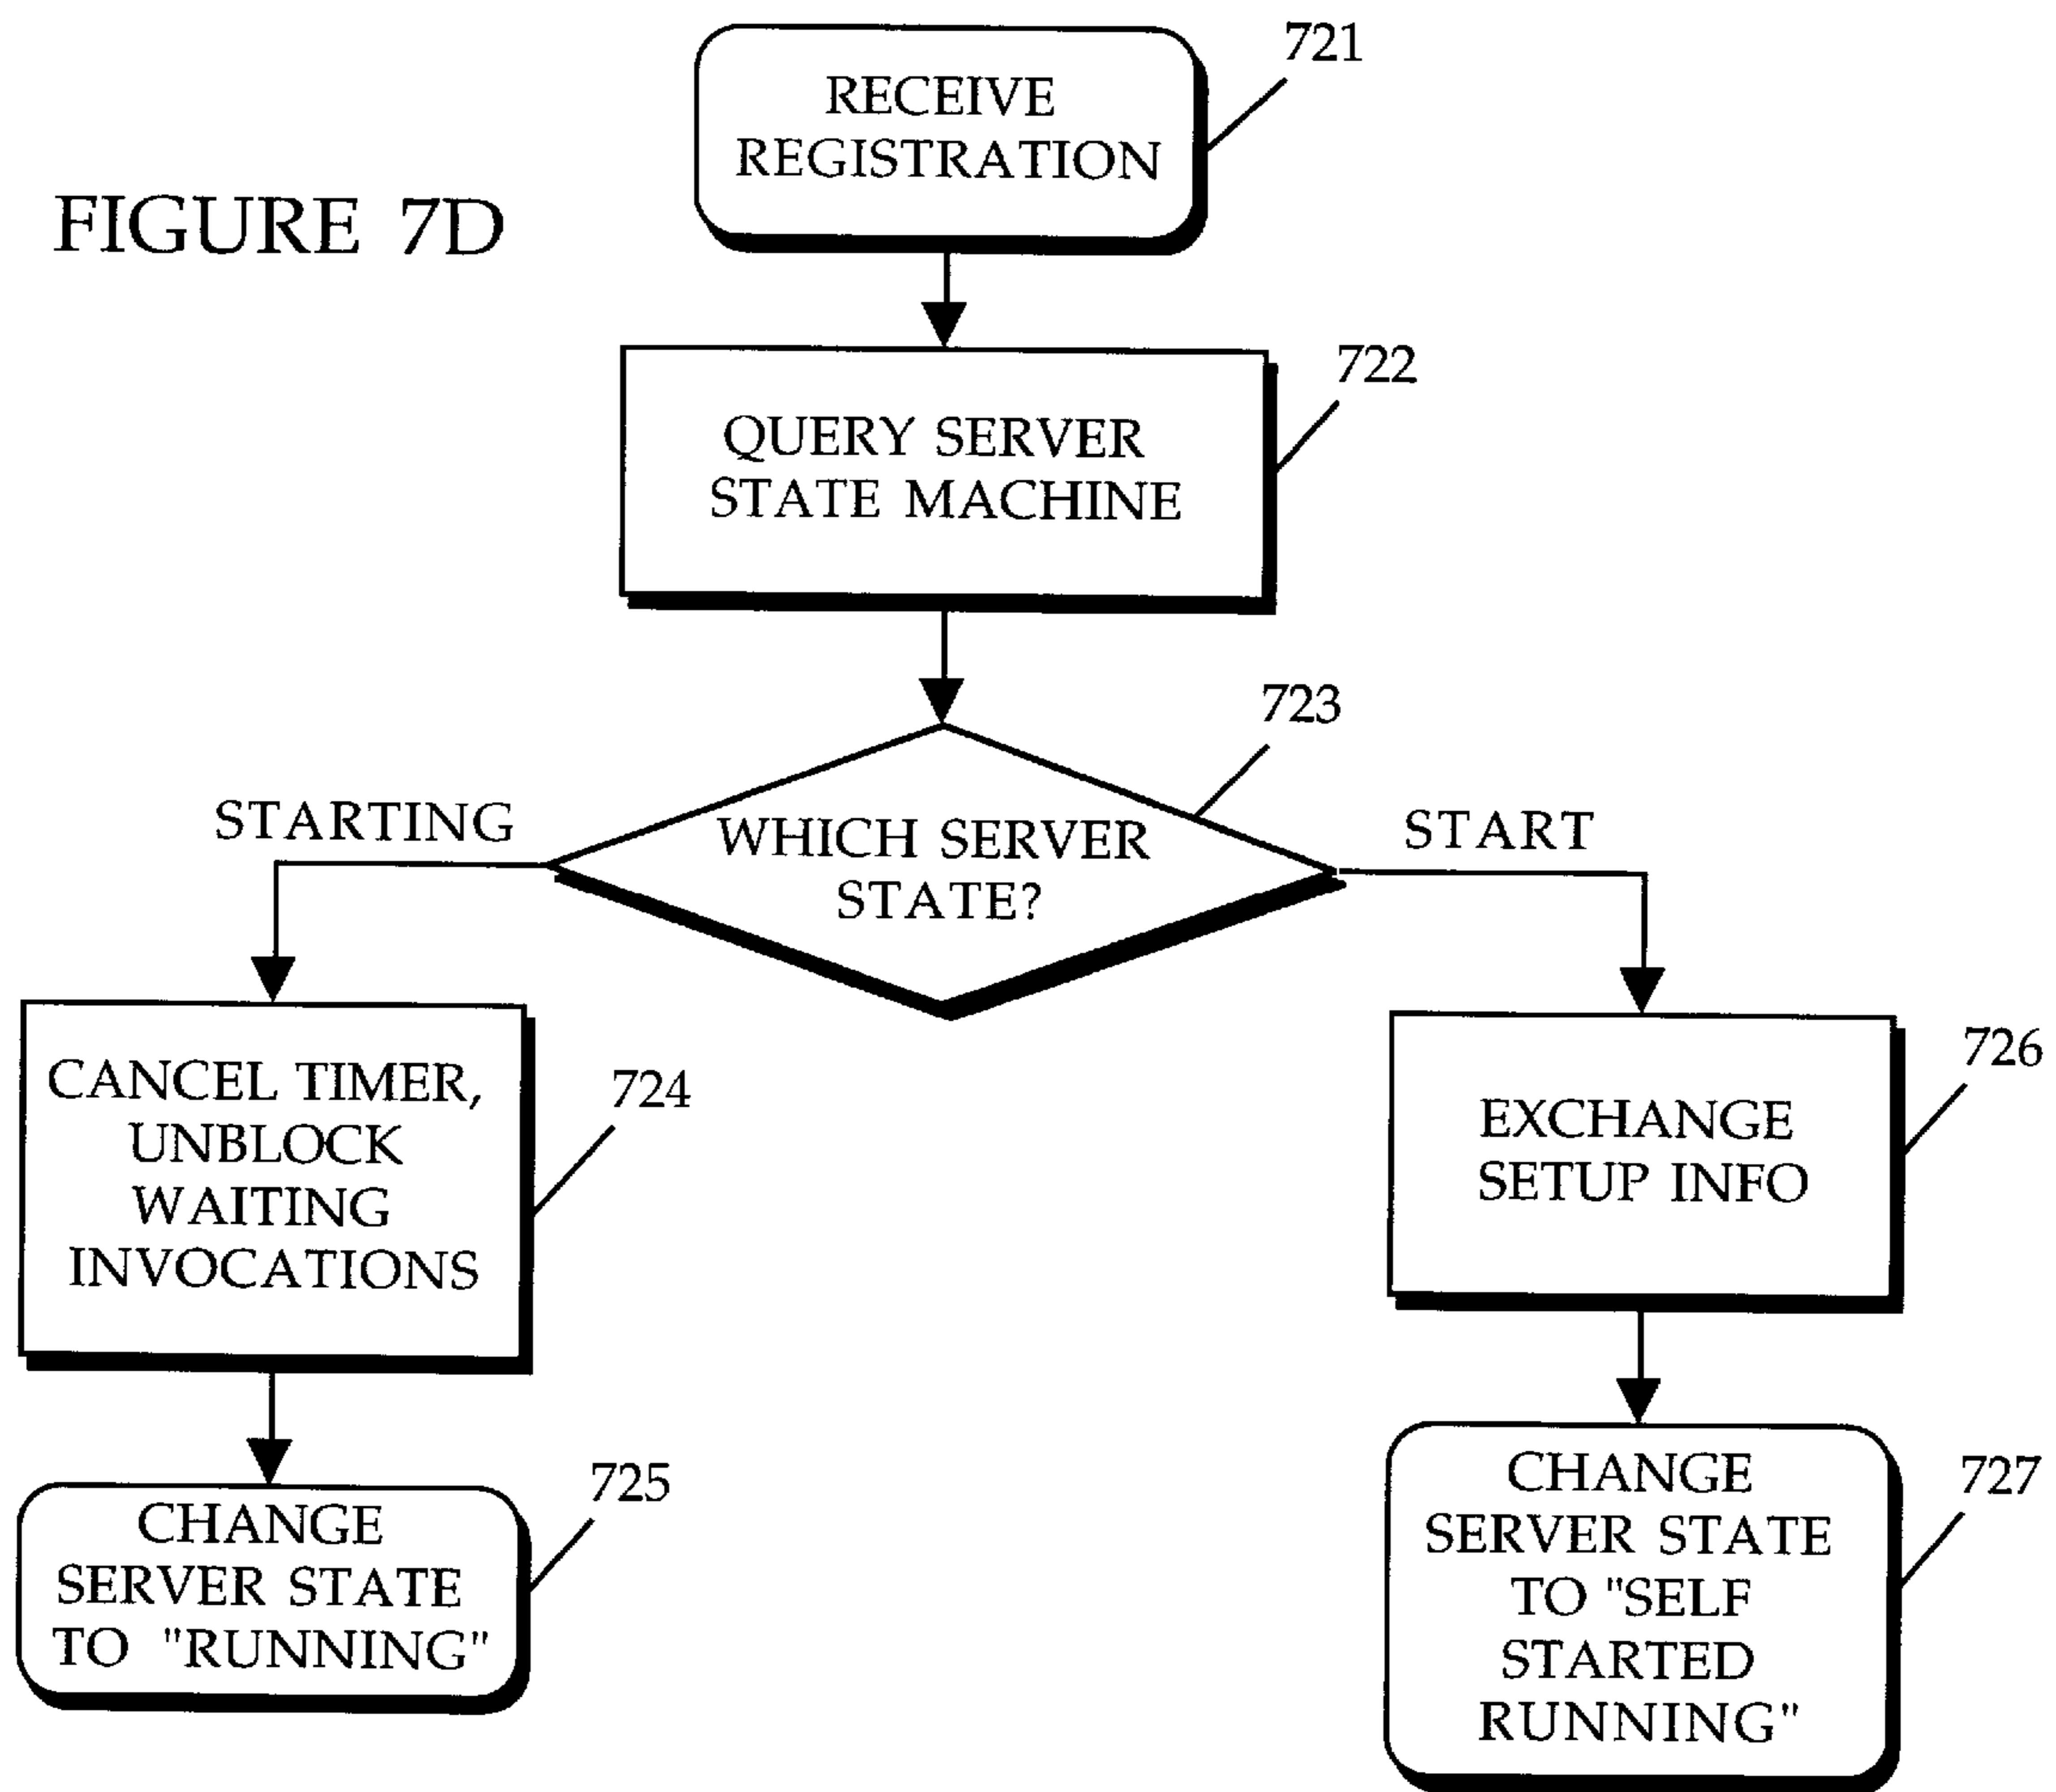 721
RECEIVE
REGISTRATION
FIGURE 7D
722
QUERY SERVER
STATE MACHINE
723
STARTING
START
WHICH SERVER
STATE?
724
CANCEL TIMER,
UNBLOCK
WAITING
INVOCATIONS
726
EXCHANGE
SETUP INFO
725
CHANGE
SERVER STATE
TO "RUNNING"
727
CHANGE
SERVER STATE
TO "SELF
STARTED
RUNNING"